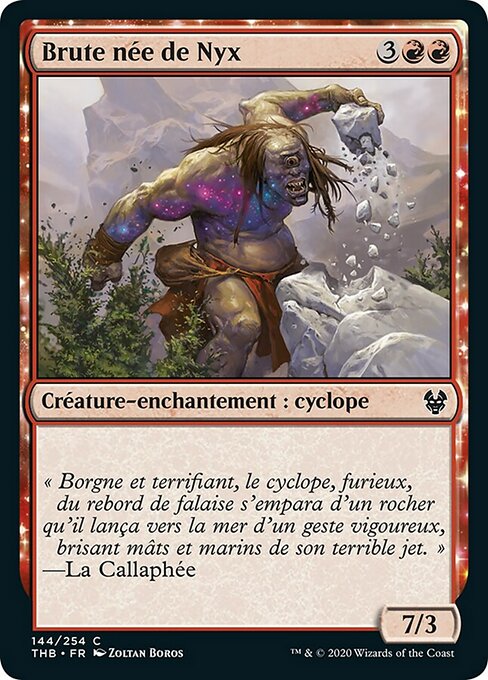 Brute née de Nyx 3
Créature-enchantement : cyclope
« Borgne et terrifiant, le cyclope, furieux,
du rebord de falaise s'empara d'un rocher
qu'il lança vers la mer d'un geste vigoureux,
brisant mâts et marins de son terrible jet. »
—La Callaphée
7/3
144/254 C
THB • FR Zoltan Boros
™ & © 2020 Wizards of the Coast